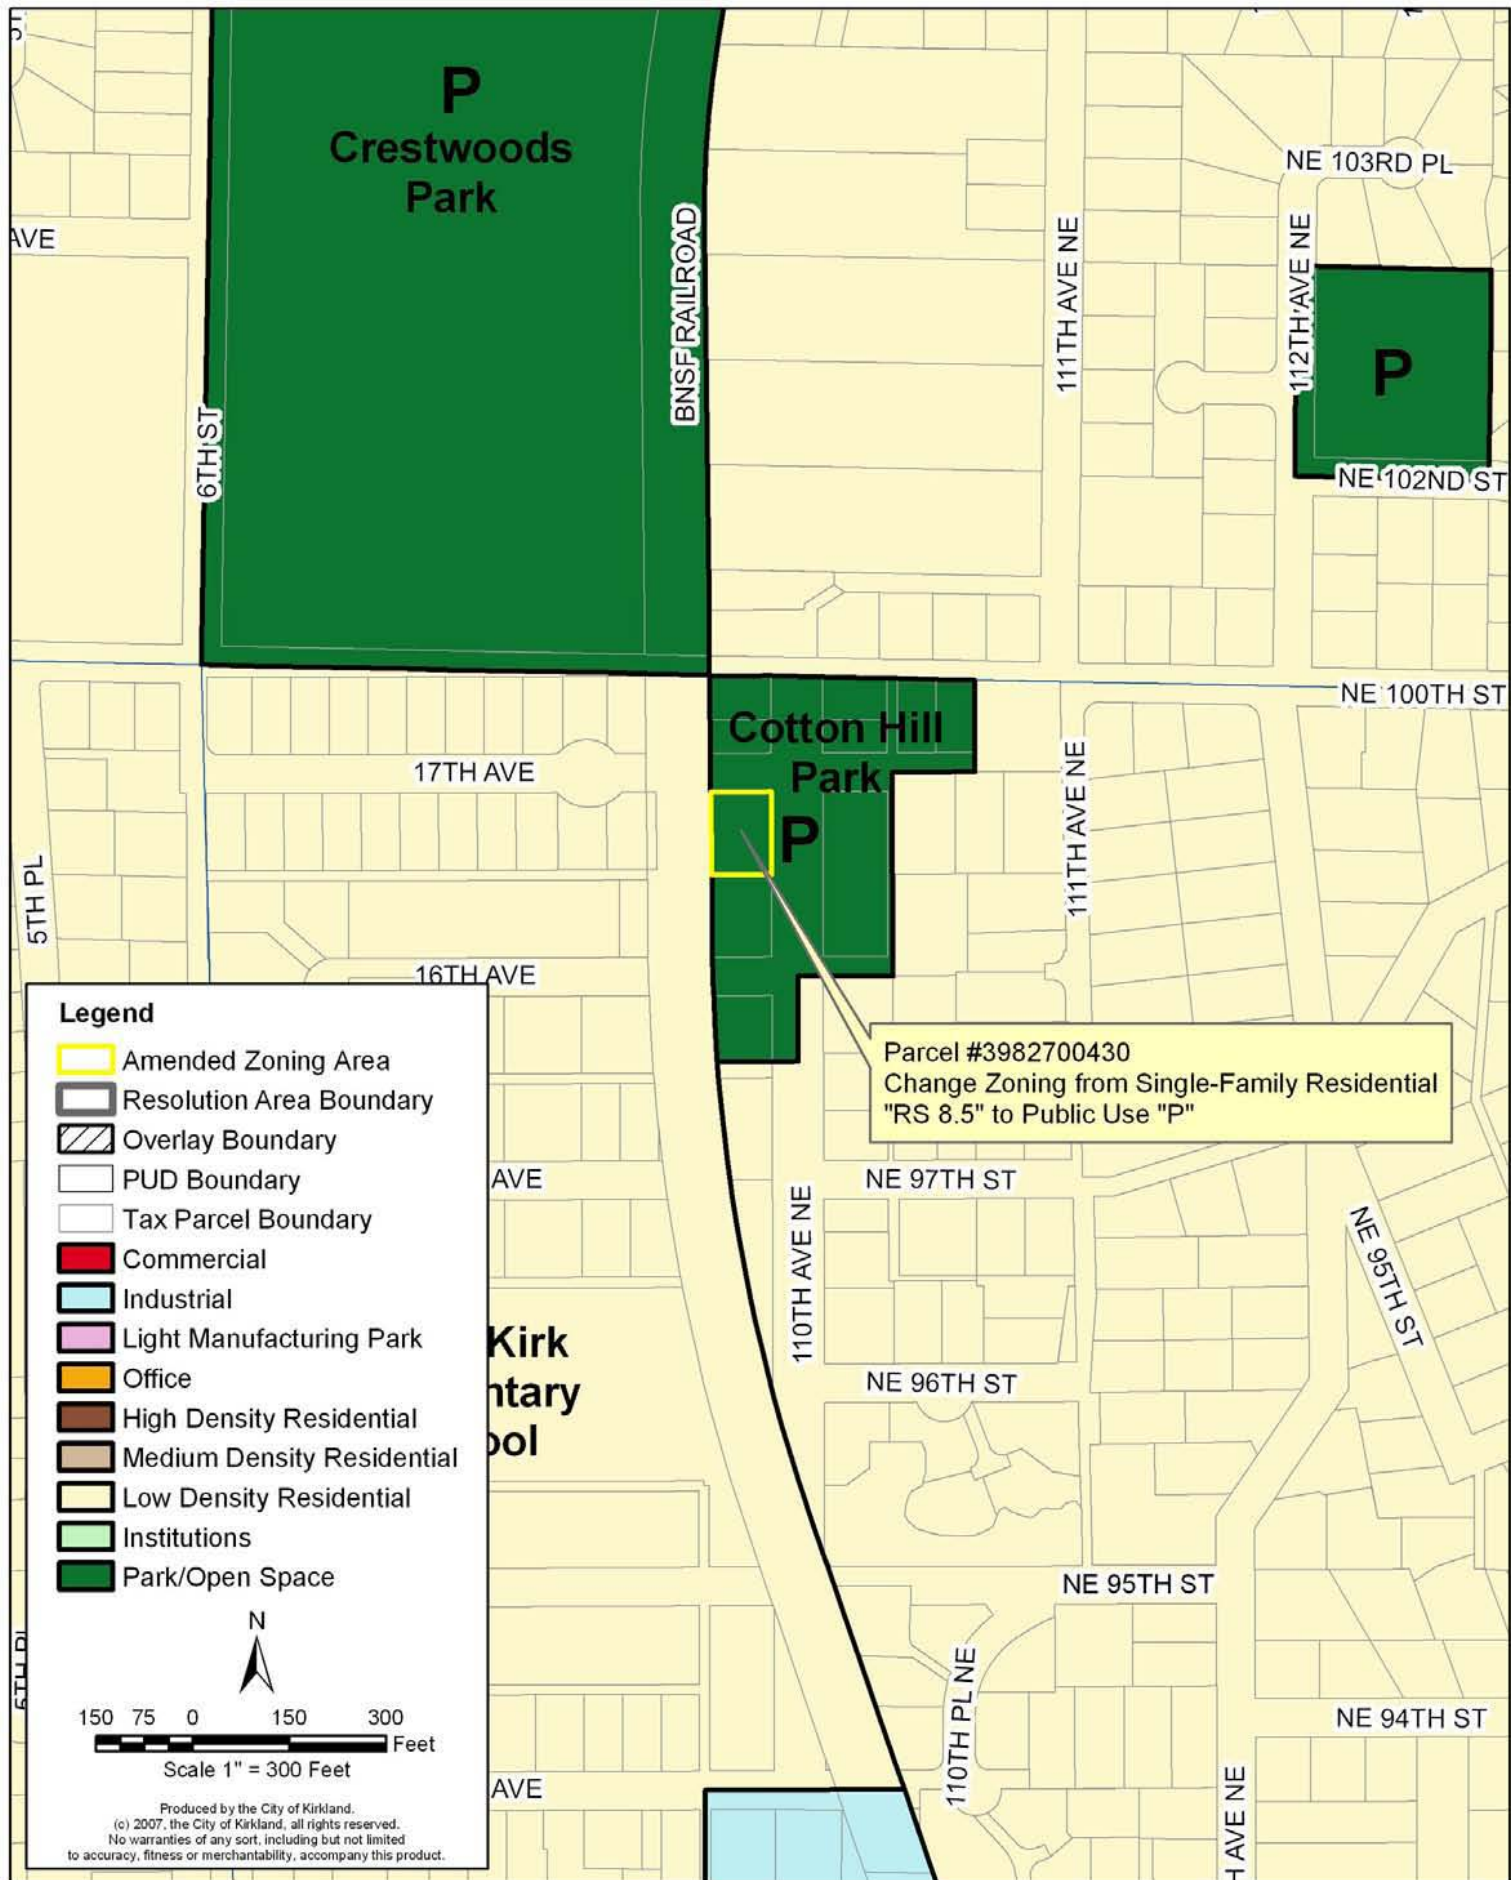 P
Crestwoods
Park
NE 103RD PL
AVE
BNSF RAILROAD
111TH AVE NE
112TH AVE NE
P
6TH ST
NE 102ND ST
NE 100TH ST
Cotton Hill
Park
17TH AVE
P
111TH AVE NE
5TH PL
16TH AVE
Parcel #3982700430
Change Zoning from Single-Family Residential
"RS 8.5" to Public Use "P"
AVE
NE 97TH ST
110TH AVE NE
NE 95TH ST
Kirk
ntary
ool
NE 96TH ST
NE 95TH ST
110TH PL NE
NE 94TH ST
AVE
H AVE NE
Legend
Amended Zoning Area
Resolution Area Boundary
Overlay Boundary
PUD Boundary
Tax Parcel Boundary
Commercial
Industrial
Light Manufacturing Park
Office
High Density Residential
Medium Density Residential
Low Density Residential
Institutions
Park/Open Space
N
150 75 0 150 300
Feet
Scale 1" = 300 Feet
Produced by the City of Kirkland.
(c) 2007, the City of Kirkland, all rights reserved.
No warranties of any sort, including but not limited
to accuracy, fitness or merchantability, accompany this product.